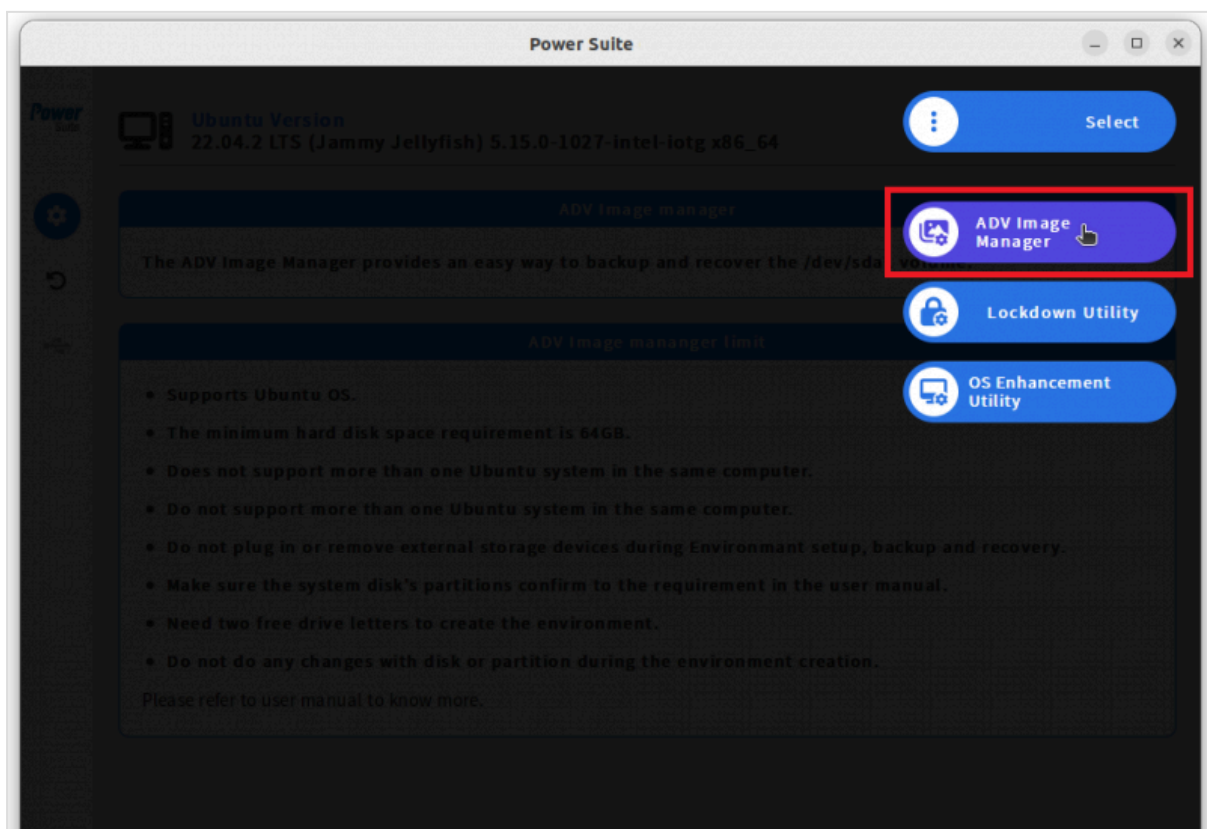 Power Suite
Power
Suite
Ubuntu Version
22.04.2 LTS (Jammy Jellyfish) 5.15.0-1027-intel-iotg x86_64
Select
ADV Image manager
ADV Image
Manager
The ADV Image Manager provides an easy way to backup and recover the /dev/sda volume.
Lockdown Utility
ADV Image mananger limit
OS Enhancement
Utility
• Supports Ubuntu OS.
• The minimum hard disk space requirement is 64GB.
• Does not support more than one Ubuntu system in the same computer.
• Do not support more than one Ubuntu system in the same computer.
• Do not plug in or remove external storage devices during Environmant setup, backup and recovery.
• Make sure the system disk's partitions confirm to the requirement in the user manual.
• Need two free drive letters to create the environment.
• Do not do any changes with disk or partition during the environment creation.
Please refer to user manual to know more.